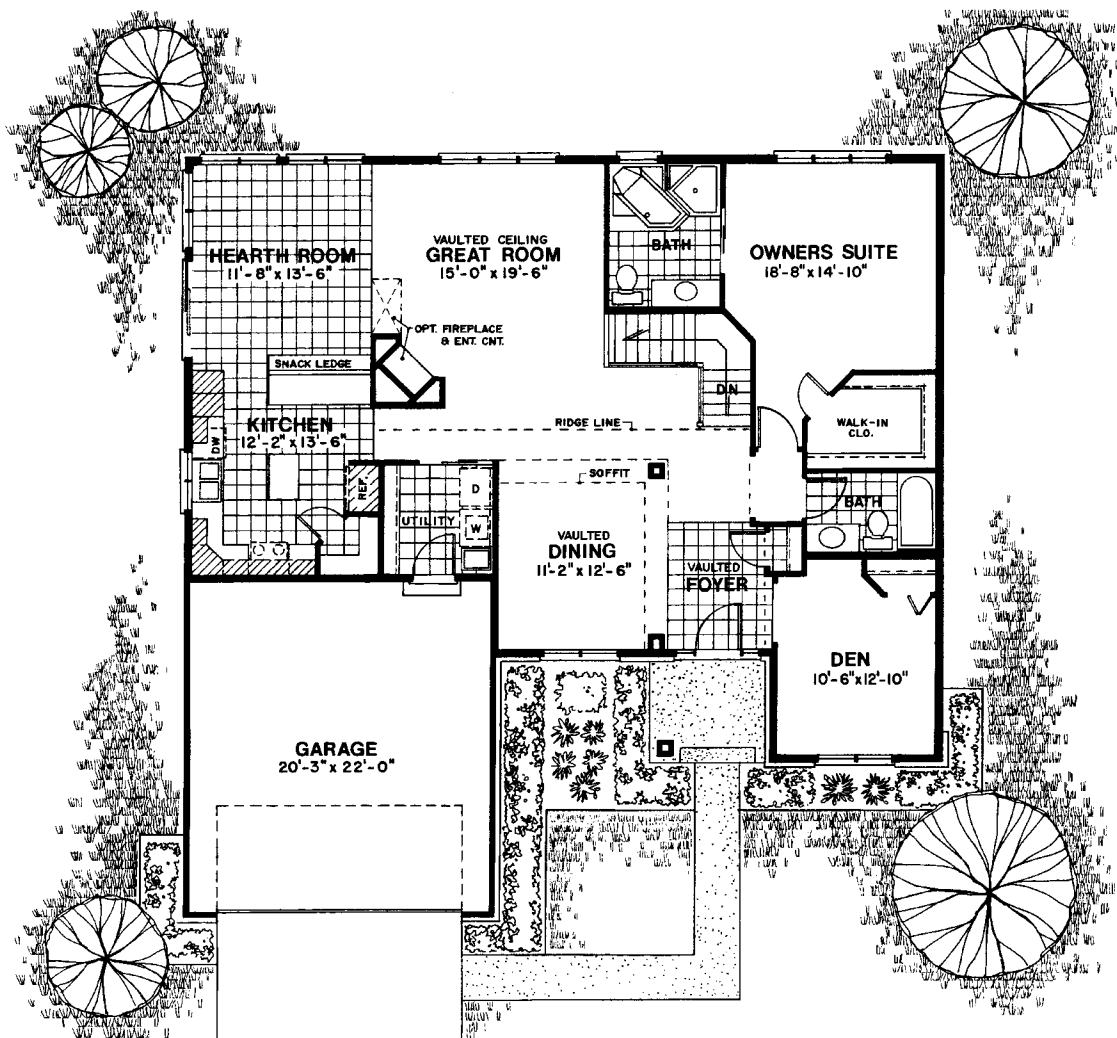 HEARTH ROOM
11'-8" x 13'-6"
VAULTED CEILING
GREAT ROOM
15'-0" x 19'-6"
BATH
OWNERS SUITE
18'-8" x 14'-10"
OPT. FIREPLACE
& ENT. CNT.
SNACK LEDGE
DN
WALK-IN
CLO.
KITCHEN
12'-2" x 13'-6"
DW
RIDGE LINE
REF.
UTILITY
D
W
SOFFIT
VAULTED
DINING
11'-2" x 12'-6"
BATH
VAULTED
FOYER
DEN
10'-6" x 12'-10"
GARAGE
20'-3" x 22'-0"